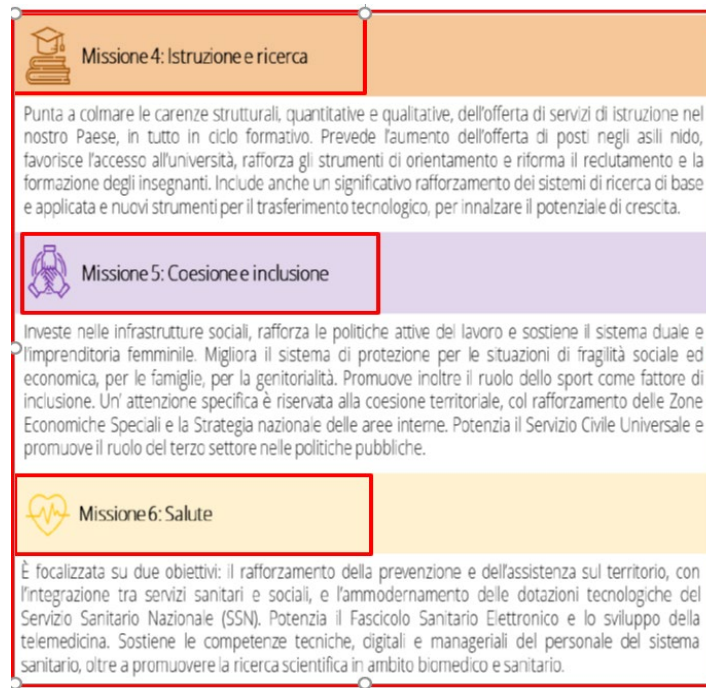 Missione 4: Istruzione e ricerca
Punta a colmare le carenze strutturali, quantitative e qualitative, dell'offerta di servizi di istruzione nel
nostro Paese, in tutto in ciclo formativo. Prevede l'aumento dell'offerta di posti negli asili nido,
favorisce l'accesso all'università, rafforza gli strumenti di orientamento e riforma il reclutamento e la
formazione degli insegnanti. Include anche un significativo rafforzamento dei sistemi di ricerca di base
e applicata e nuovi strumenti per il trasferimento tecnologico, per innalzare il potenziale di crescita.
Missione 5: Coesione e inclusione
Investe nelle infrastrutture sociali, rafforza le politiche attive del lavoro e sostiene il sistema duale e
l'imprenditoria femminile. Migliora il sistema di protezione per le situazioni di fragilità sociale ed
economica, per le famiglie, per la genitorialità. Promuove inoltre il ruolo dello sport come fattore di
inclusione. Un' attenzione specifica è riservata alla coesione territoriale, col rafforzamento delle Zone
Economiche Speciali e la Strategia nazionale delle aree interne. Potenzia il Servizio Civile Universale e
promuove il ruolo del terzo settore nelle politiche pubbliche.
Missione 6: Salute
È focalizzata su due obiettivi: il rafforzamento della prevenzione e dell'assistenza sul territorio, con
l'integrazione tra servizi sanitari e sociali, e l'ammodernamento delle dotazioni tecnologiche del
Servizio Sanitario Nazionale (SSN). Potenzia il Fascicolo Sanitario Elettronico e lo sviluppo della
telemedicina. Sostiene le competenze tecniche, digitali e manageriali del personale del sistema
sanitario, oltre a promuovere la ricerca scientifica in ambito biomedico e sanitario.